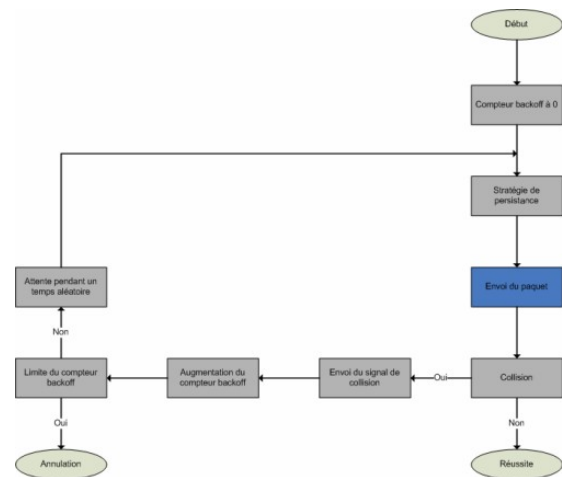 Début
Compteur backoff à 0
Stratégie de
persistance
Attente pendant un
temps aléatoire
Envoi du paquet
Non
Limite du compteur
backoff
Augmentation du
compteur backoff
Envoi du signal de
collision
Oui
Collision
Oui
Non
Annulation
Réussite